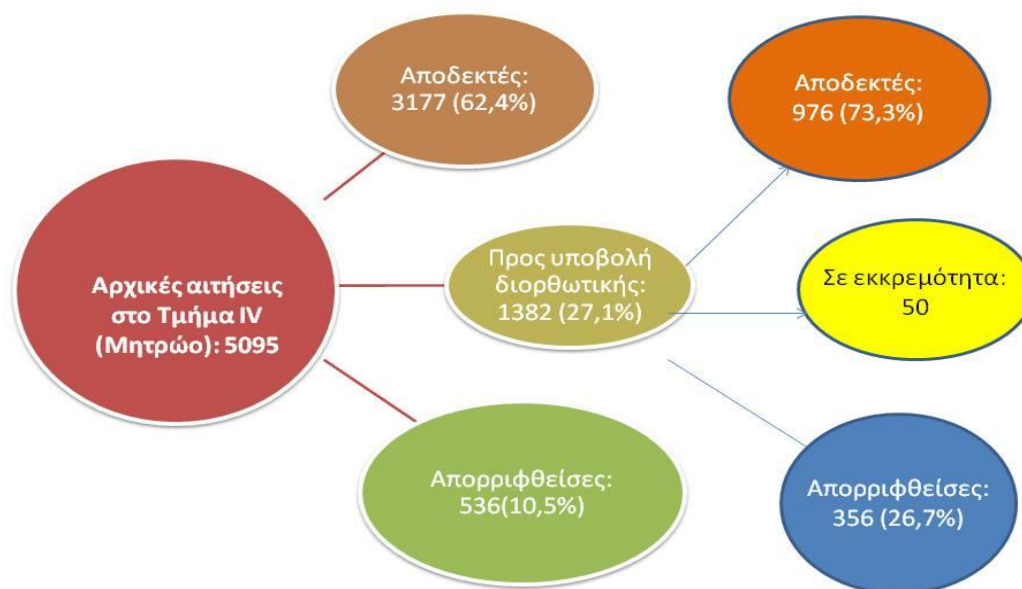 Αρχικές αιτήσεις
στο Τμήμα IV
(Μητρώο): 5095
Αποδεκτές:
3177 (62,4%)
Προς υποβολή
διορθωτικής:
1382 (27,1%)
Απορριφθείσες:
536(10,5%)
Αποδεκτές:
976 (73,3%)
Σε εκκρεμότητα:
50
Απορριφθείσες:
356 (26,7%)